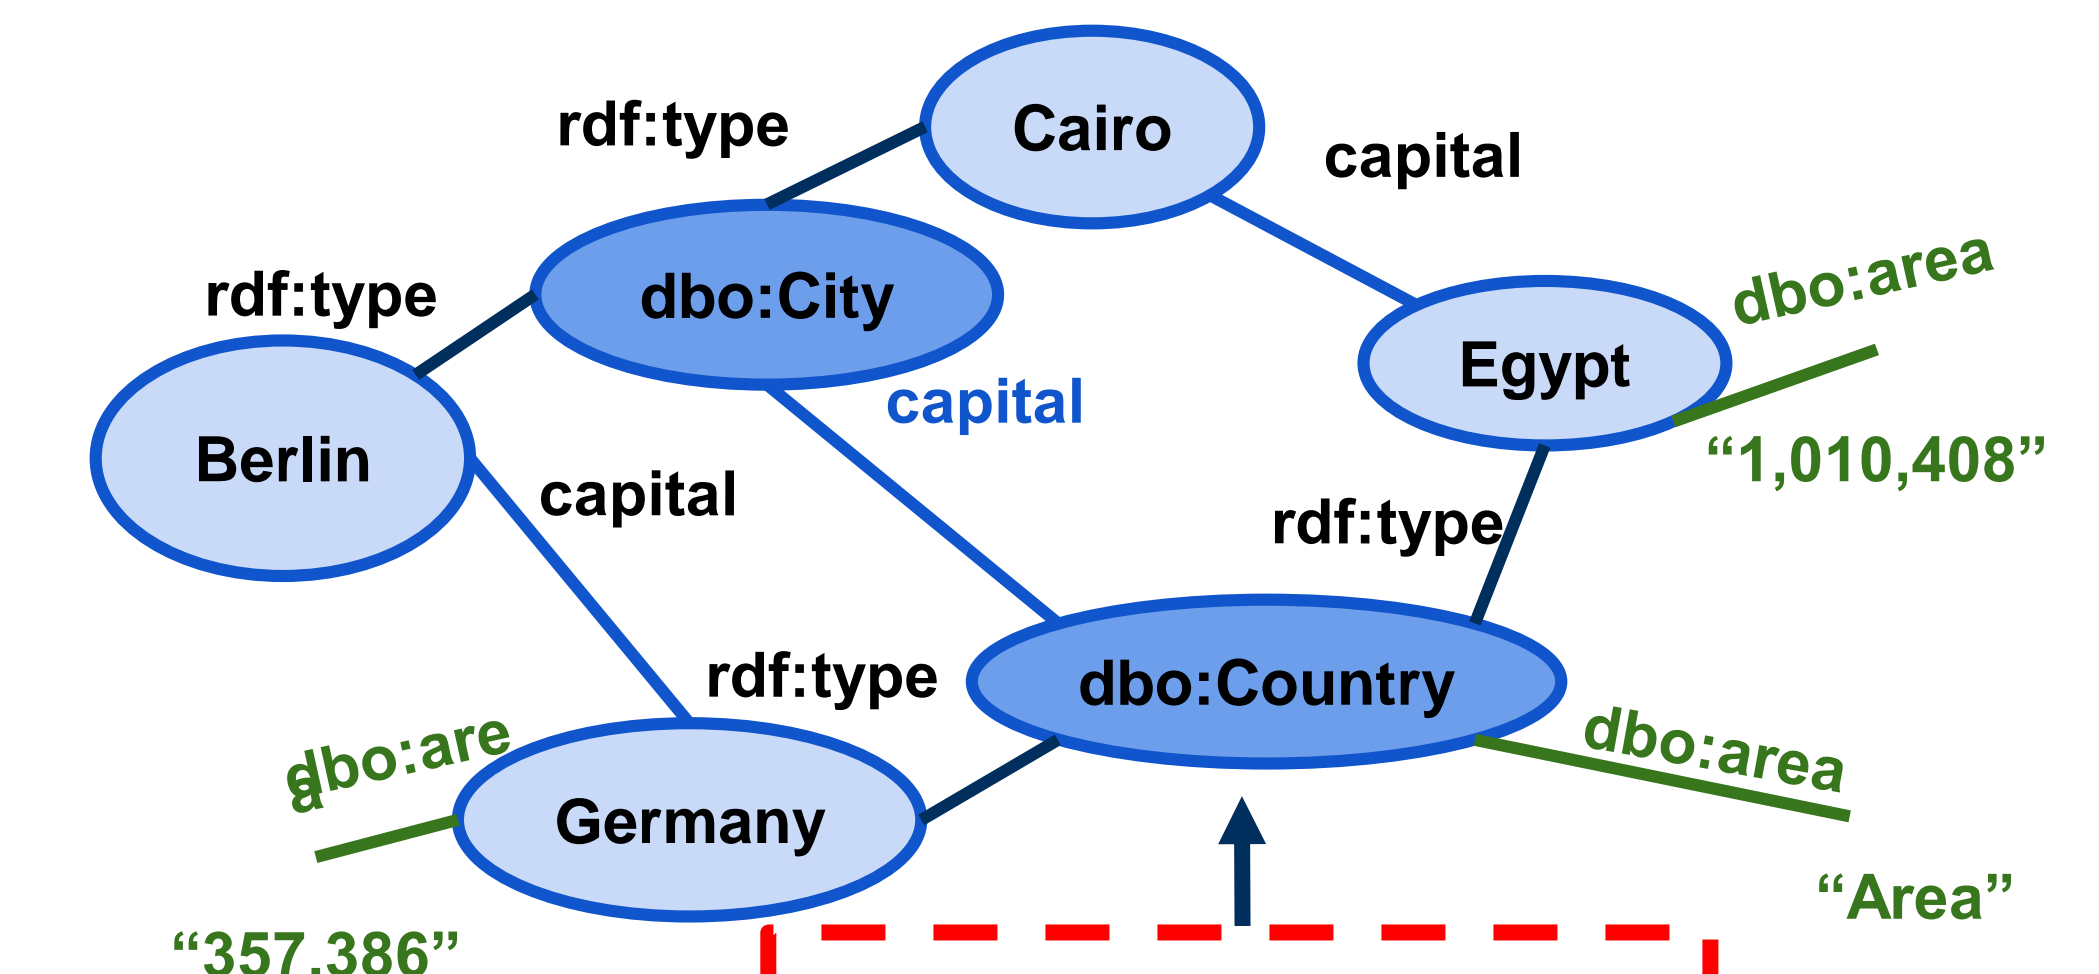 Cairo
rdf:type
capital
dbo:area
rdf:type
dbo:City
Egypt
capital
“1,010,408”
Berlin
capital
rdf:type
rdf:type
dbo:Country
dbo:area
dbo:are
a
Germany
“Area”
“357,386”